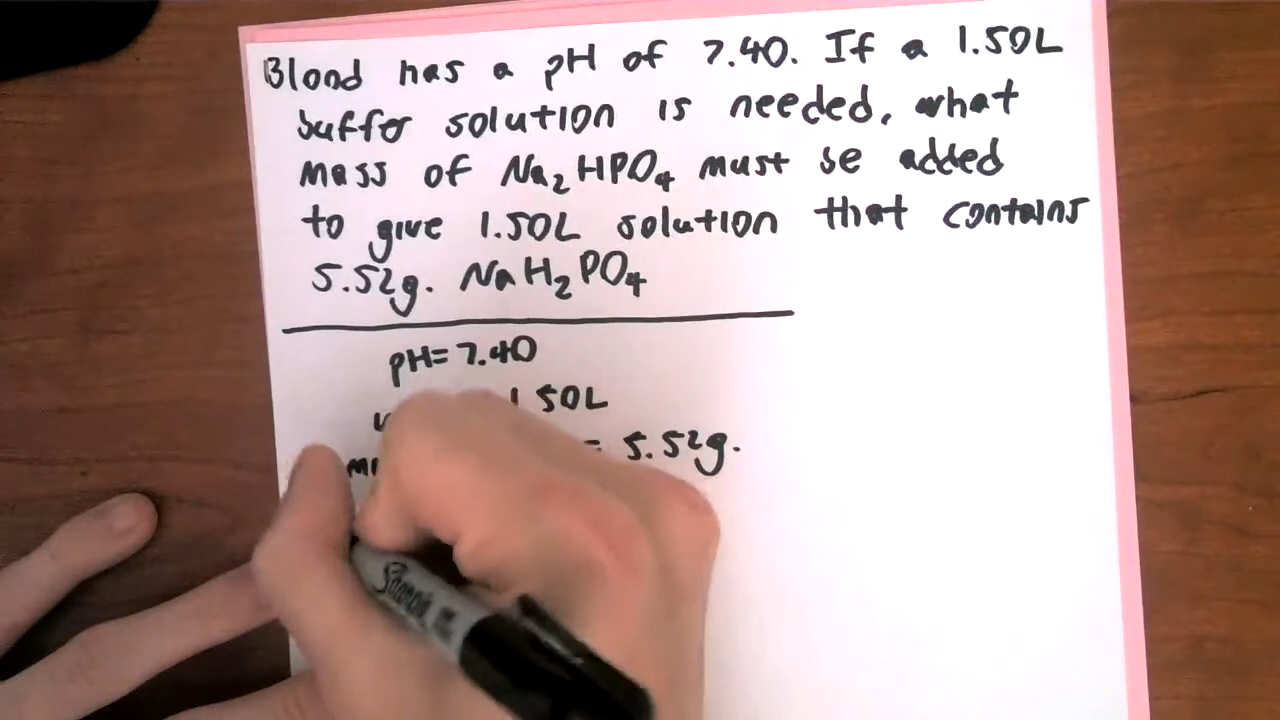 Blood has a pH of 7.40. If a 1.50L
buffer solution is needed, what
mass of Na₂HPO₄ must be added
to give 1.50L solution that contains
5.52g. NaH₂PO₄
pH=7.40
1.50L
= 5.52g.
Sharpie